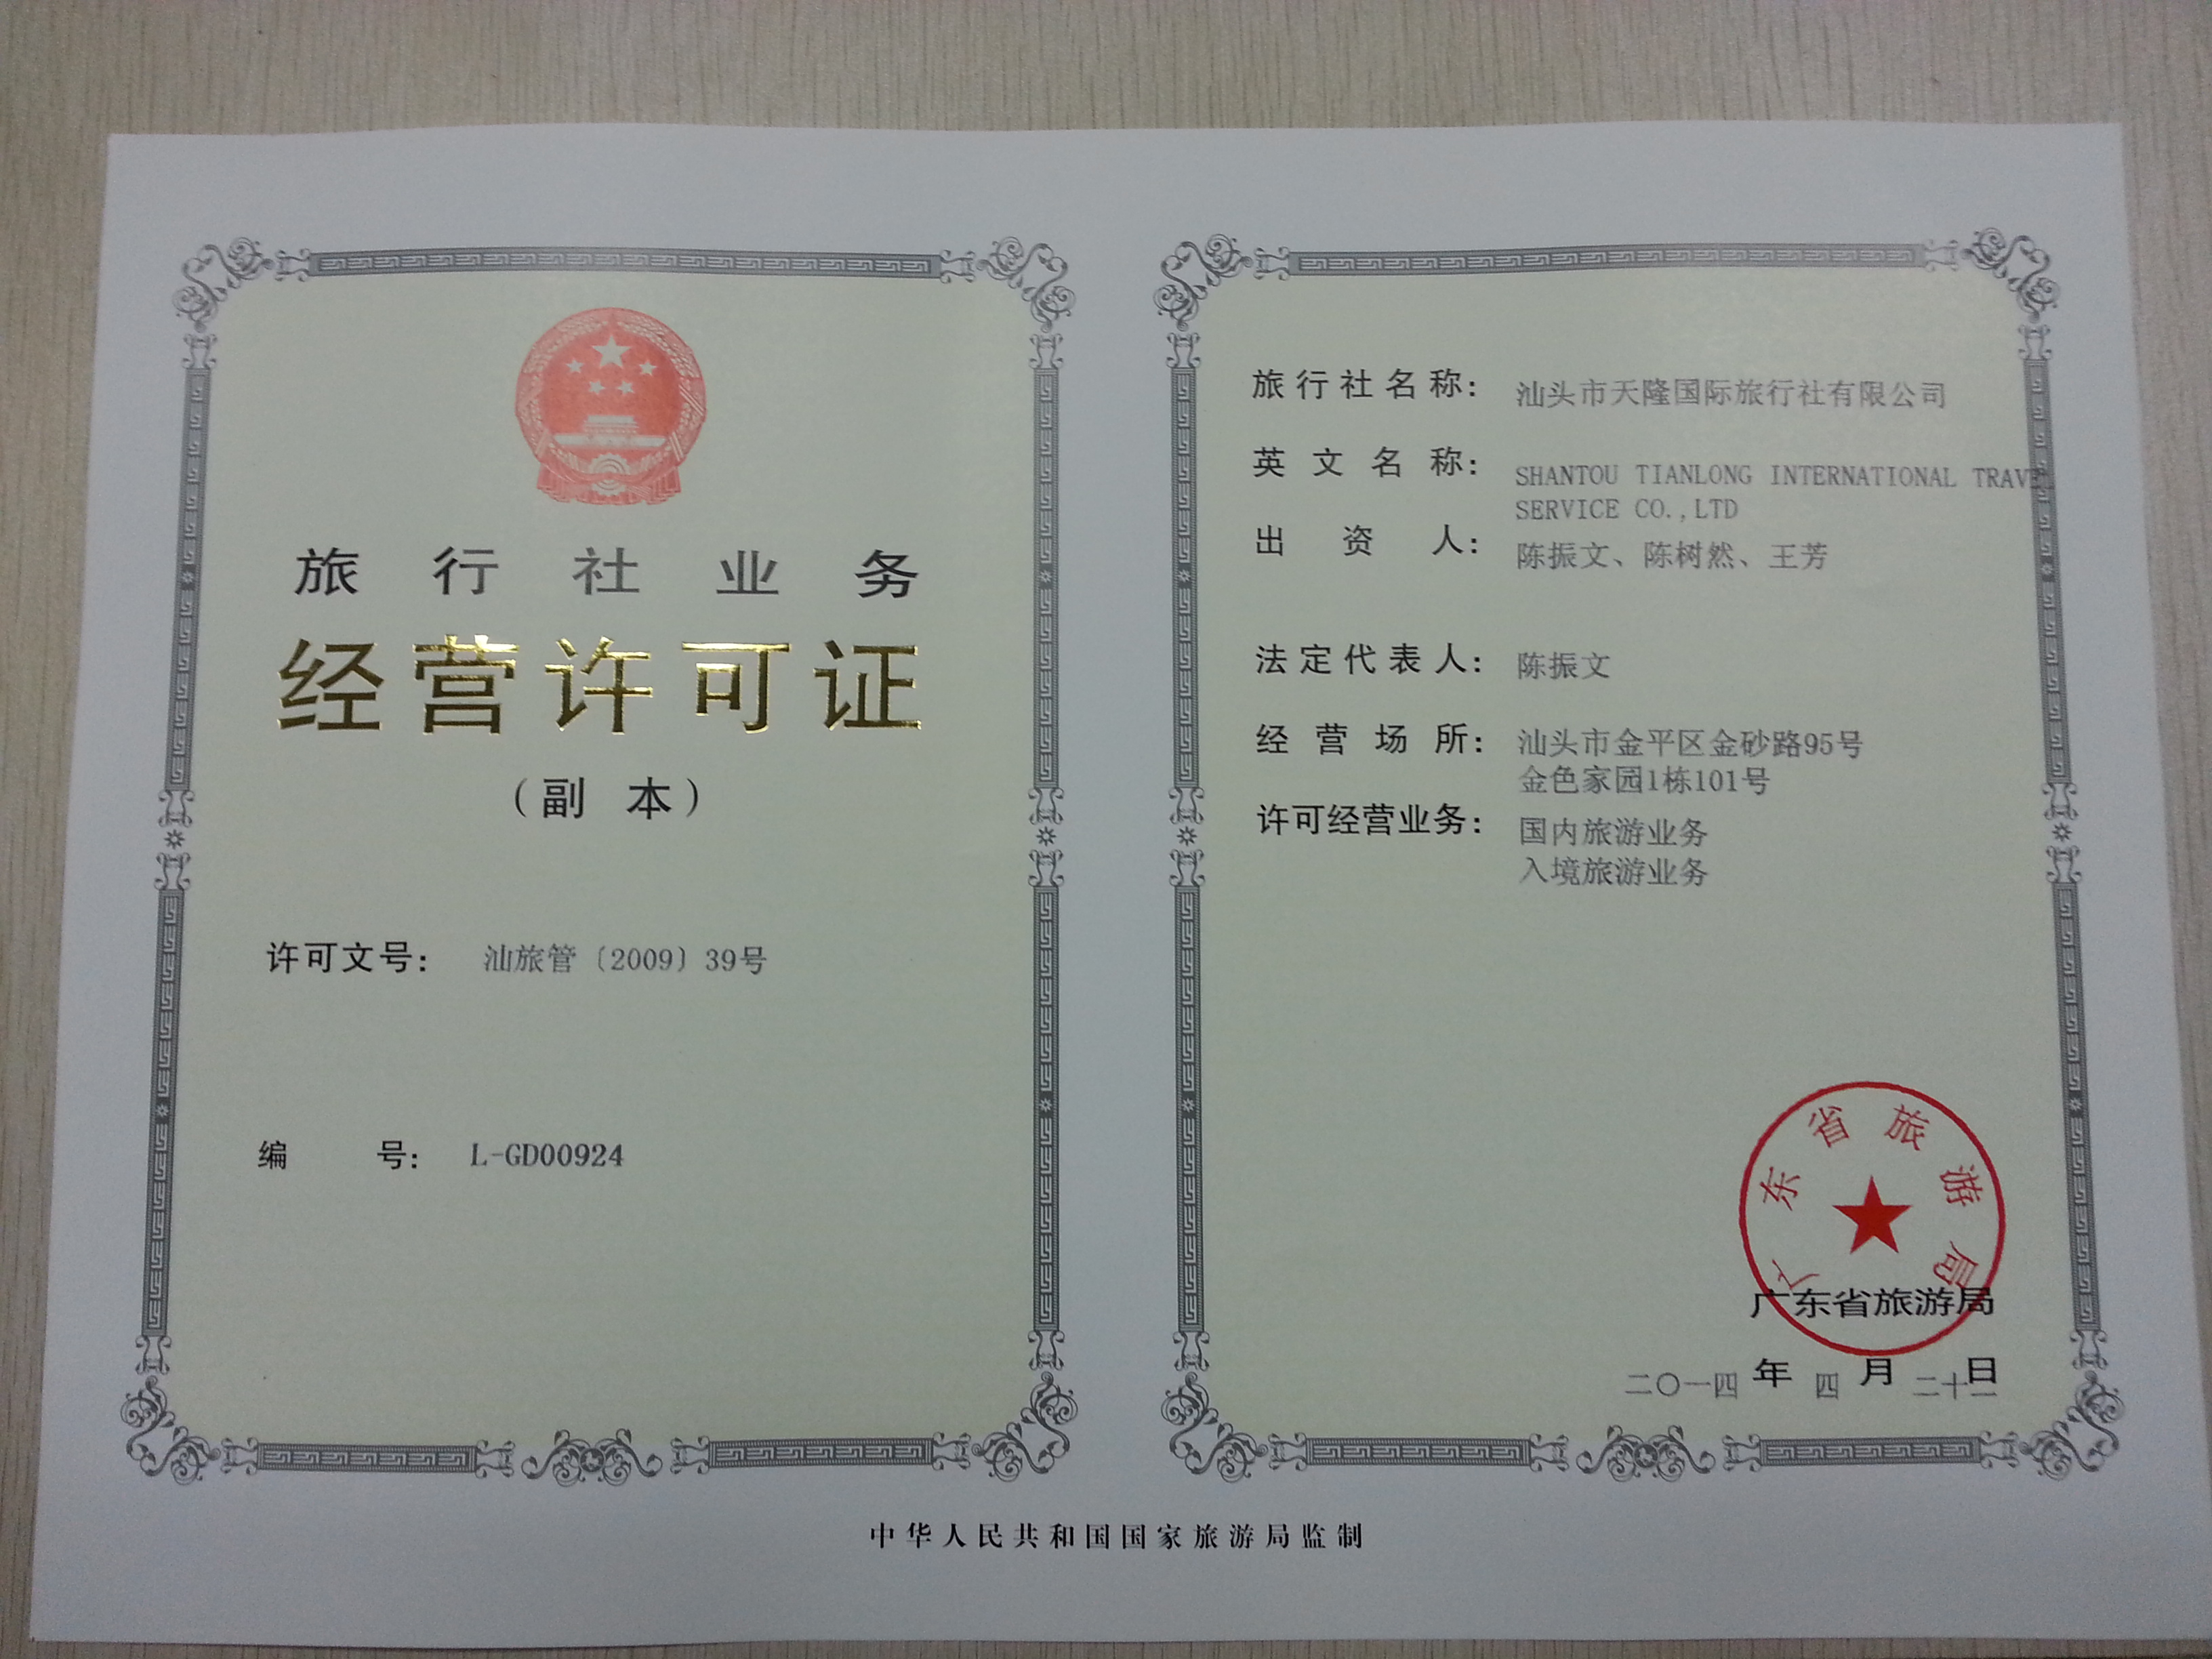 旅行社业务
经营许可证
（副 本）
许可文号： 汕旅管〔2009〕39号
编 号： L-GD00924
旅行社名称： 汕头市天隆国际旅行社有限公司
英文名称： SHANTOU TIANLONG INTERNATIONAL TRAVEL
SERVICE CO.,LTD
出资人： 陈振文、陈树然、王芳
法定代表人： 陈振文
经营场所： 汕头市金平区金砂路95号
金色家园1栋101号
许可经营业务： 国内旅游业务
入境旅游业务
广东省旅游局
广东省旅游局
二〇一四 年 四 月 二十二 日
中华人民共和国国家旅游局监制